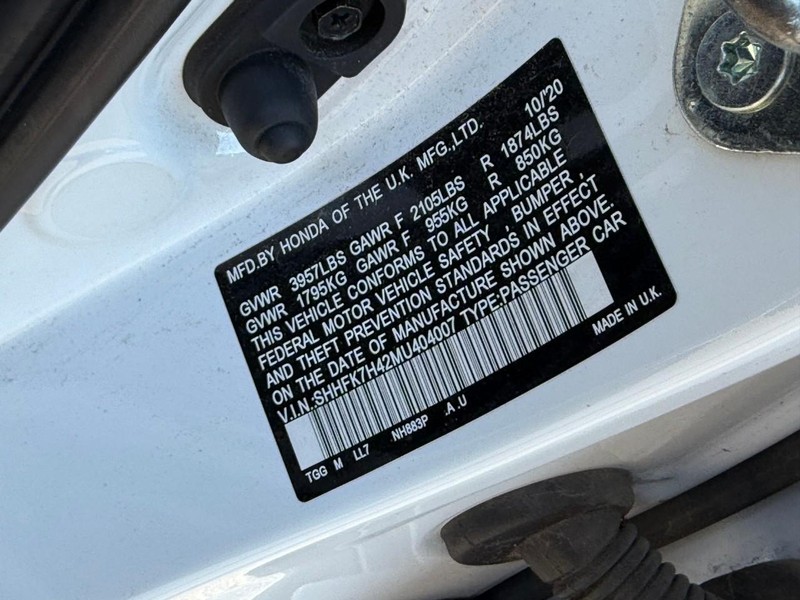 MFD.BY HONDA OF THE U.K. MFG.,LTD. 10/'20
GVWR 3957LBS GAWR F 2105LBS R 1874LBS
GVWR 1795KG GAWR F 955KG R 850KG
THIS VEHICLE CONFORMS TO ALL APPLICABLE
FEDERAL MOTOR VEHICLE SAFETY , BUMPER ,
AND THEFT PREVENTION STANDARDS IN EFFECT
ON THE DATE OF MANUFACTURE SHOWN ABOVE.
V.I.N:SHHFK7H42MU404007 TYPE:PASSENGER CAR
TGG M LL7 .NH883P .A .U MADE IN U.K.